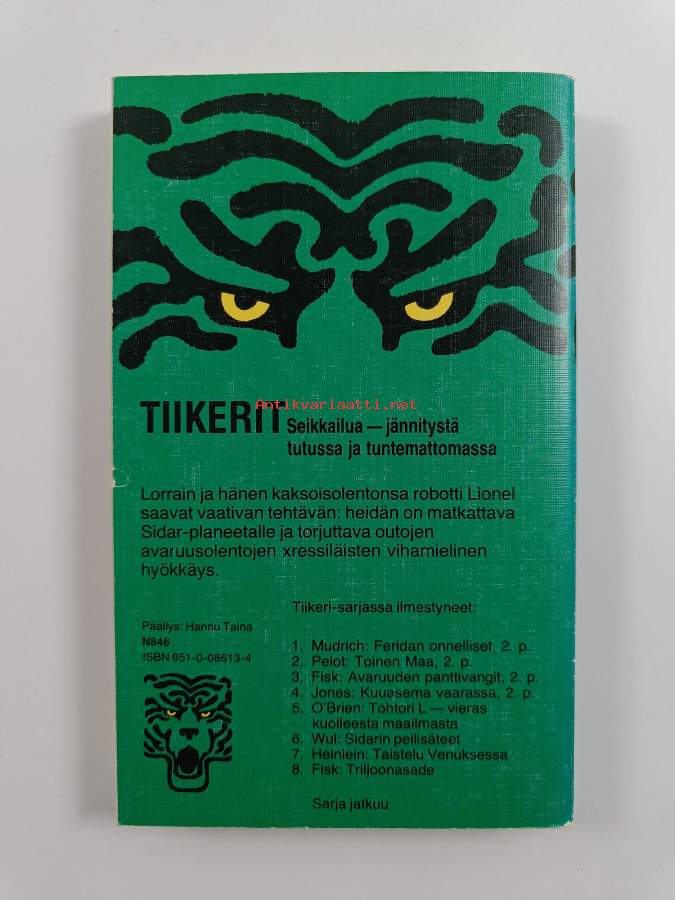 Antikvariaatti.net
TIIKERIT
Seikkailua — jännitystä
tutussa ja tuntemattomassa
Lorrain ja hänen kaksoisolentonsa robotti Lionel
saavat vaativan tehtävän: heidän on matkattava
Sidar-planeetalle ja torjuttava outojen
avaruusolentojen xressiläisten vihamielinen
hyökkäys.
Päällys: Hannu Taina
N846
ISBN 951-0-08613-4
Tiikeri-sarjassa ilmestyneet:
1. Mudrich: Feridan onnelliset, 2. p.
2. Pelot: Toinen Maa, 2. p.
3. Fisk: Avaruuden panttivangit, 2. p.
4. Jones: Kuuasema vaarassa, 2. p.
5. O'Brien: Tohtori L — vieras
kuolleesta maailmasta
6. Wul: Sidarin peilisäteet
7. Heinlein: Taistelu Venuksessa
8. Fisk: Triljoonasade
Sarja jatkuu